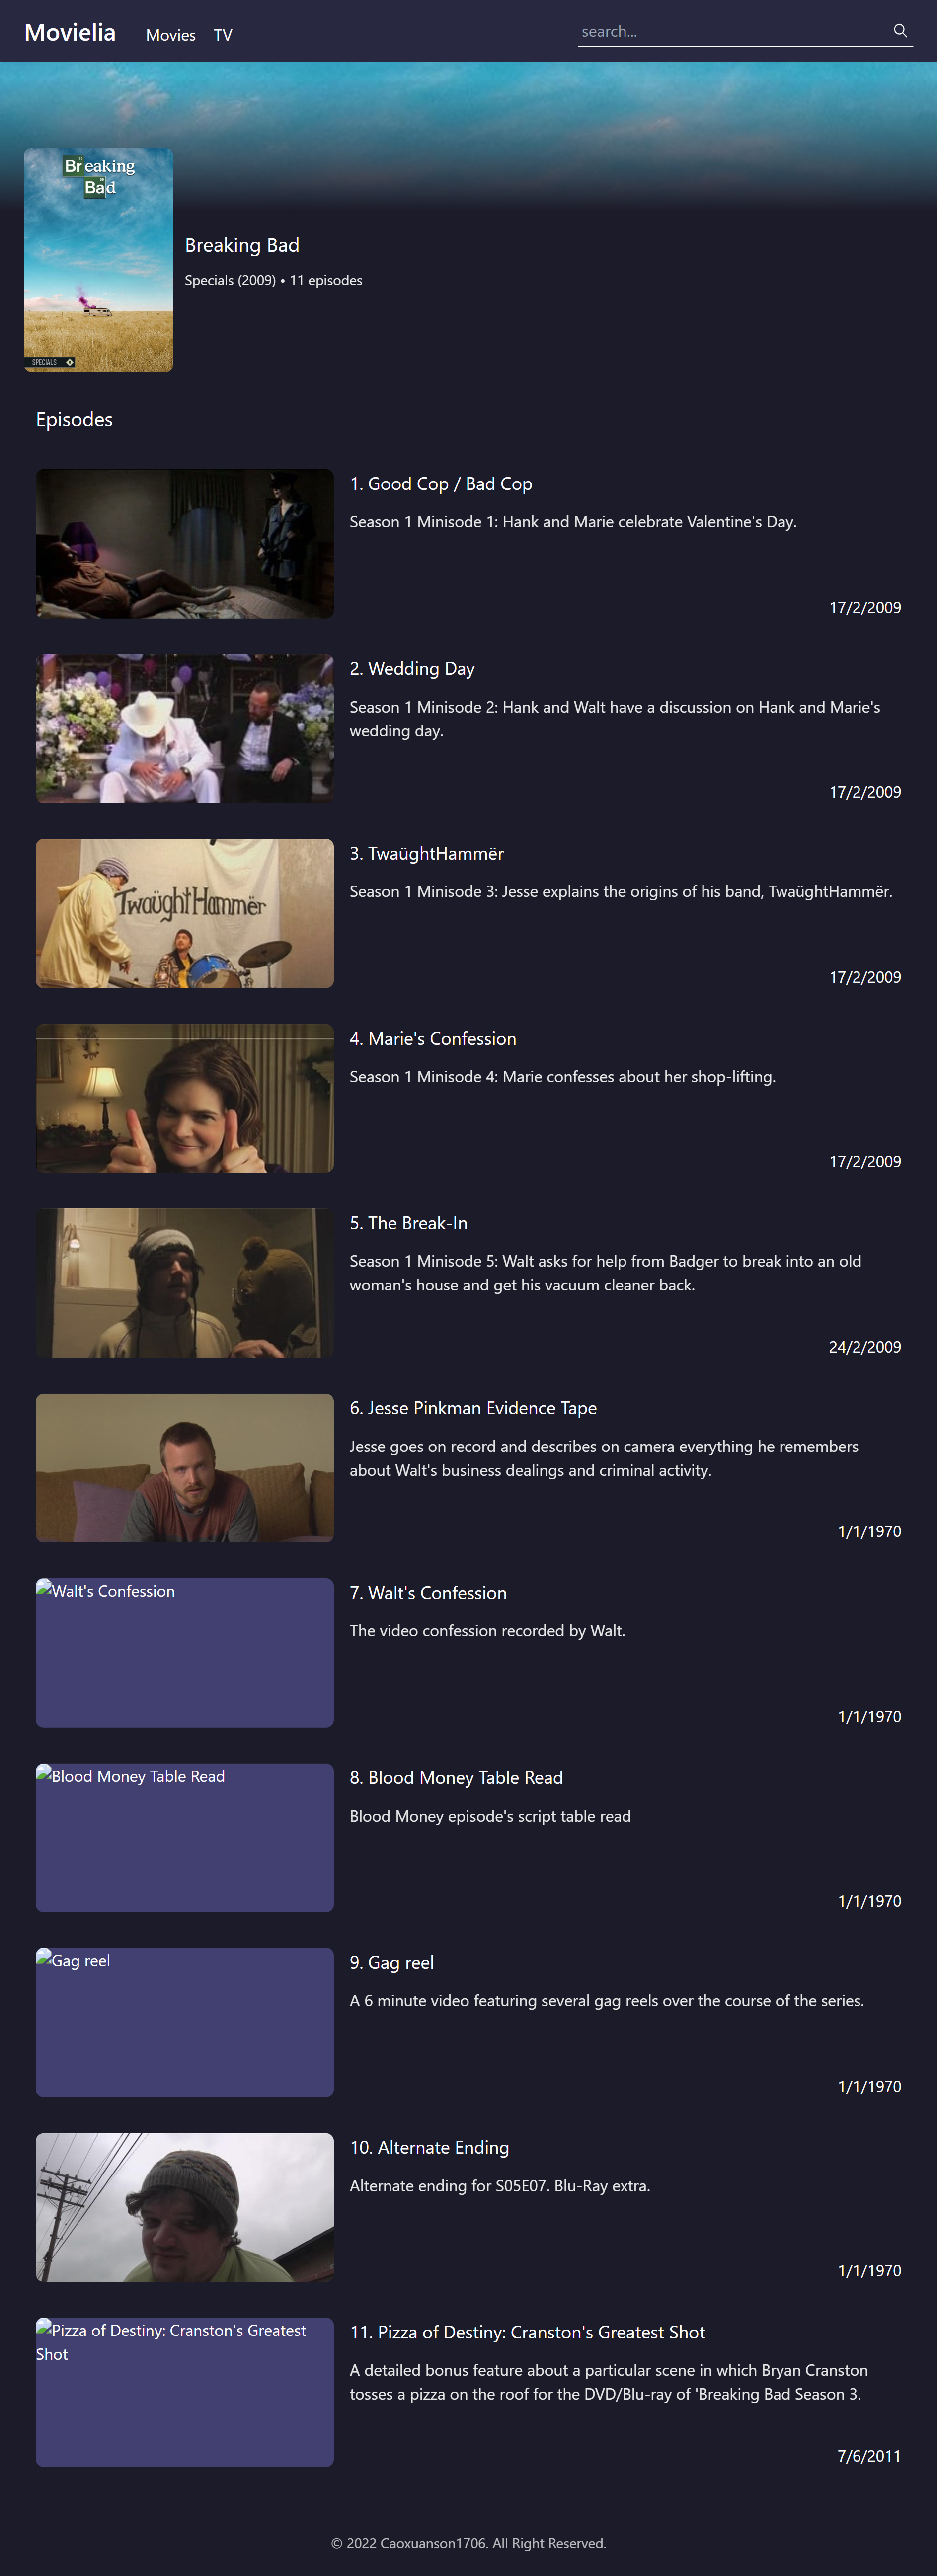 Movielia
Movies
TV
search...
Breaking
Bad
SPECIALS
Breaking Bad
Specials (2009) • 11 episodes
Episodes
1. Good Cop / Bad Cop
Season 1 Minisode 1: Hank and Marie celebrate Valentine's Day.
17/2/2009
2. Wedding Day
Season 1 Minisode 2: Hank and Walt have a discussion on Hank and Marie's
wedding day.
17/2/2009
TwaüghtHammër
3. TwaüghtHammër
Season 1 Minisode 3: Jesse explains the origins of his band, TwaüghtHammër.
17/2/2009
4. Marie's Confession
Season 1 Minisode 4: Marie confesses about her shop-lifting.
17/2/2009
5. The Break-In
Season 1 Minisode 5: Walt asks for help from Badger to break into an old
woman's house and get his vacuum cleaner back.
24/2/2009
6. Jesse Pinkman Evidence Tape
Jesse goes on record and describes on camera everything he remembers
about Walt's business dealings and criminal activity.
1/1/1970
Walt's Confession
7. Walt's Confession
The video confession recorded by Walt.
1/1/1970
Blood Money Table Read
8. Blood Money Table Read
Blood Money episode's script table read
1/1/1970
Gag reel
9. Gag reel
A 6 minute video featuring several gag reels over the course of the series.
1/1/1970
10. Alternate Ending
Alternate ending for S05E07. Blu-Ray extra.
1/1/1970
Pizza of Destiny: Cranston's Greatest
Shot
11. Pizza of Destiny: Cranston's Greatest Shot
A detailed bonus feature about a particular scene in which Bryan Cranston
tosses a pizza on the roof for the DVD/Blu-ray of 'Breaking Bad Season 3.
7/6/2011
© 2022 Caoxuanson1706. All Right Reserved.